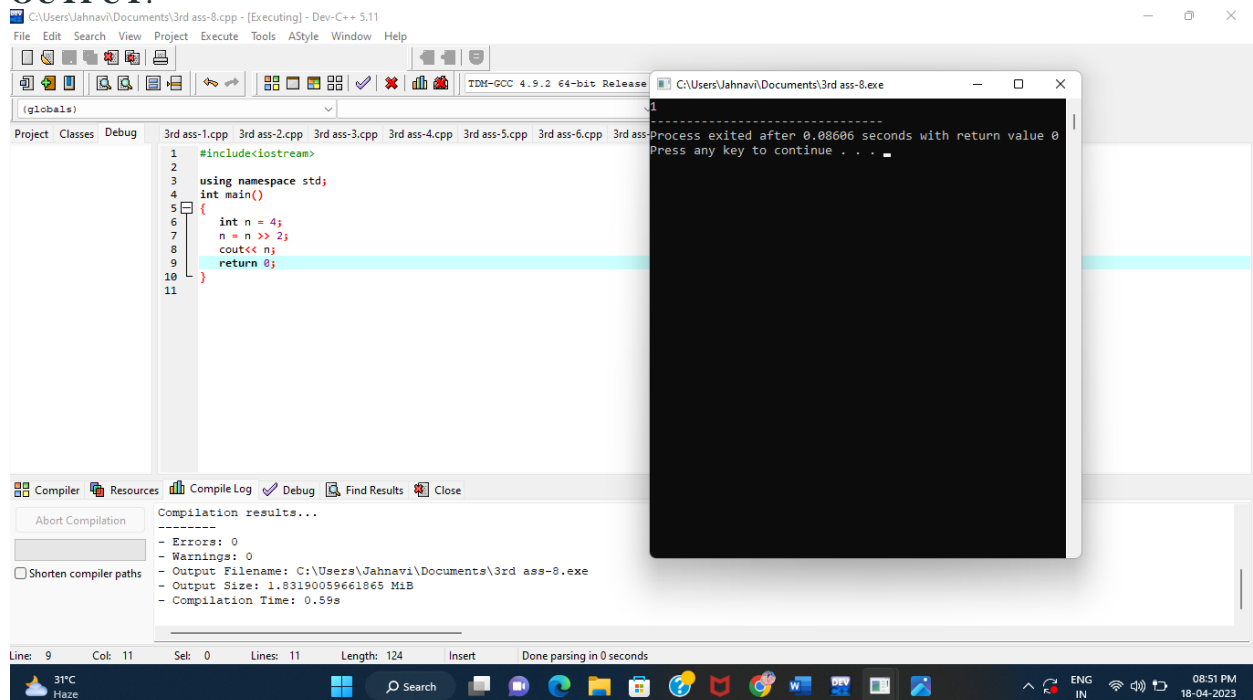 OUTPUT:
C:\Users\Jahnavi\Documents\3rd ass-8.cpp - [Executing] - Dev-C++ 5.11
File Edit Search View Project Execute Tools AStyle Window Help
TDM-GCC 4.9.2 64-bit Release
(globals)
Project Classes Debug
3rd ass-1.cpp 3rd ass-2.cpp 3rd ass-3.cpp 3rd ass-4.cpp 3rd ass-5.cpp 3rd ass-6.cpp 3rd ass-
1 #include<iostream>
2
3 using namespace std;
4 int main()
5 {
6 int n = 4;
7 n = n >> 2;
8 cout<< n;
9 return 0;
10 }
11
C:\Users\Jahnavi\Documents\3rd ass-8.exe
1
--------------------------------
Process exited after 0.08606 seconds with return value 0
Press any key to continue . . .
Compiler Resources Compile Log Debug Find Results Close
Abort Compilation
Shorten compiler paths
Compilation results...
--------
- Errors: 0
- Warnings: 0
- Output Filename: C:\Users\Jahnavi\Documents\3rd ass-8.exe
- Output Size: 1.83190059661865 MiB
- Compilation Time: 0.59s
Line: 9 Col: 11 Sel: 0 Lines: 11 Length: 124 Insert Done parsing in 0 seconds
31°C
Haze
Search
DEV
ENG
IN
08:51 PM
18-04-2023